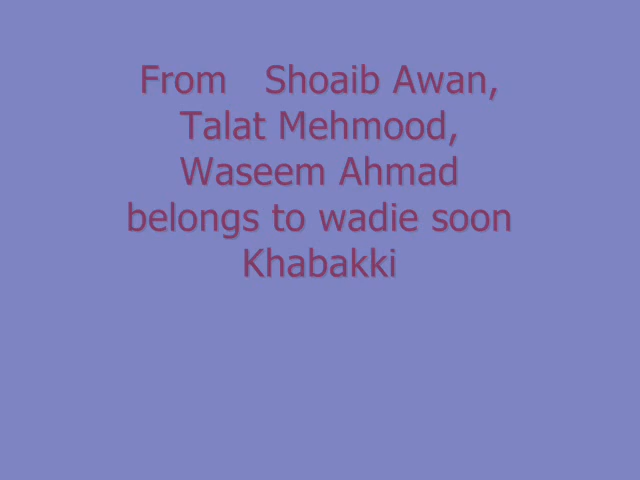 From   Shoaib Awan,
Talat Mehmood,
Waseem Ahmad
belongs to wadie soon
Khabakki